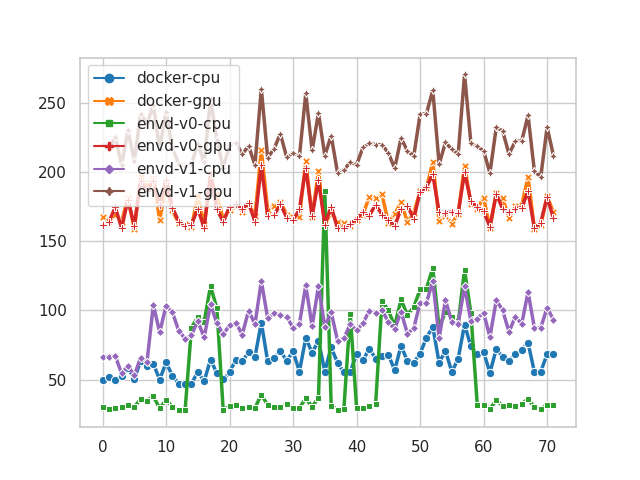 docker-cpu
docker-gpu
envd-v0-cpu
envd-v0-gpu
envd-v1-cpu
envd-v1-gpu
250
200
150
100
50
0 10 20 30 40 50 60 70